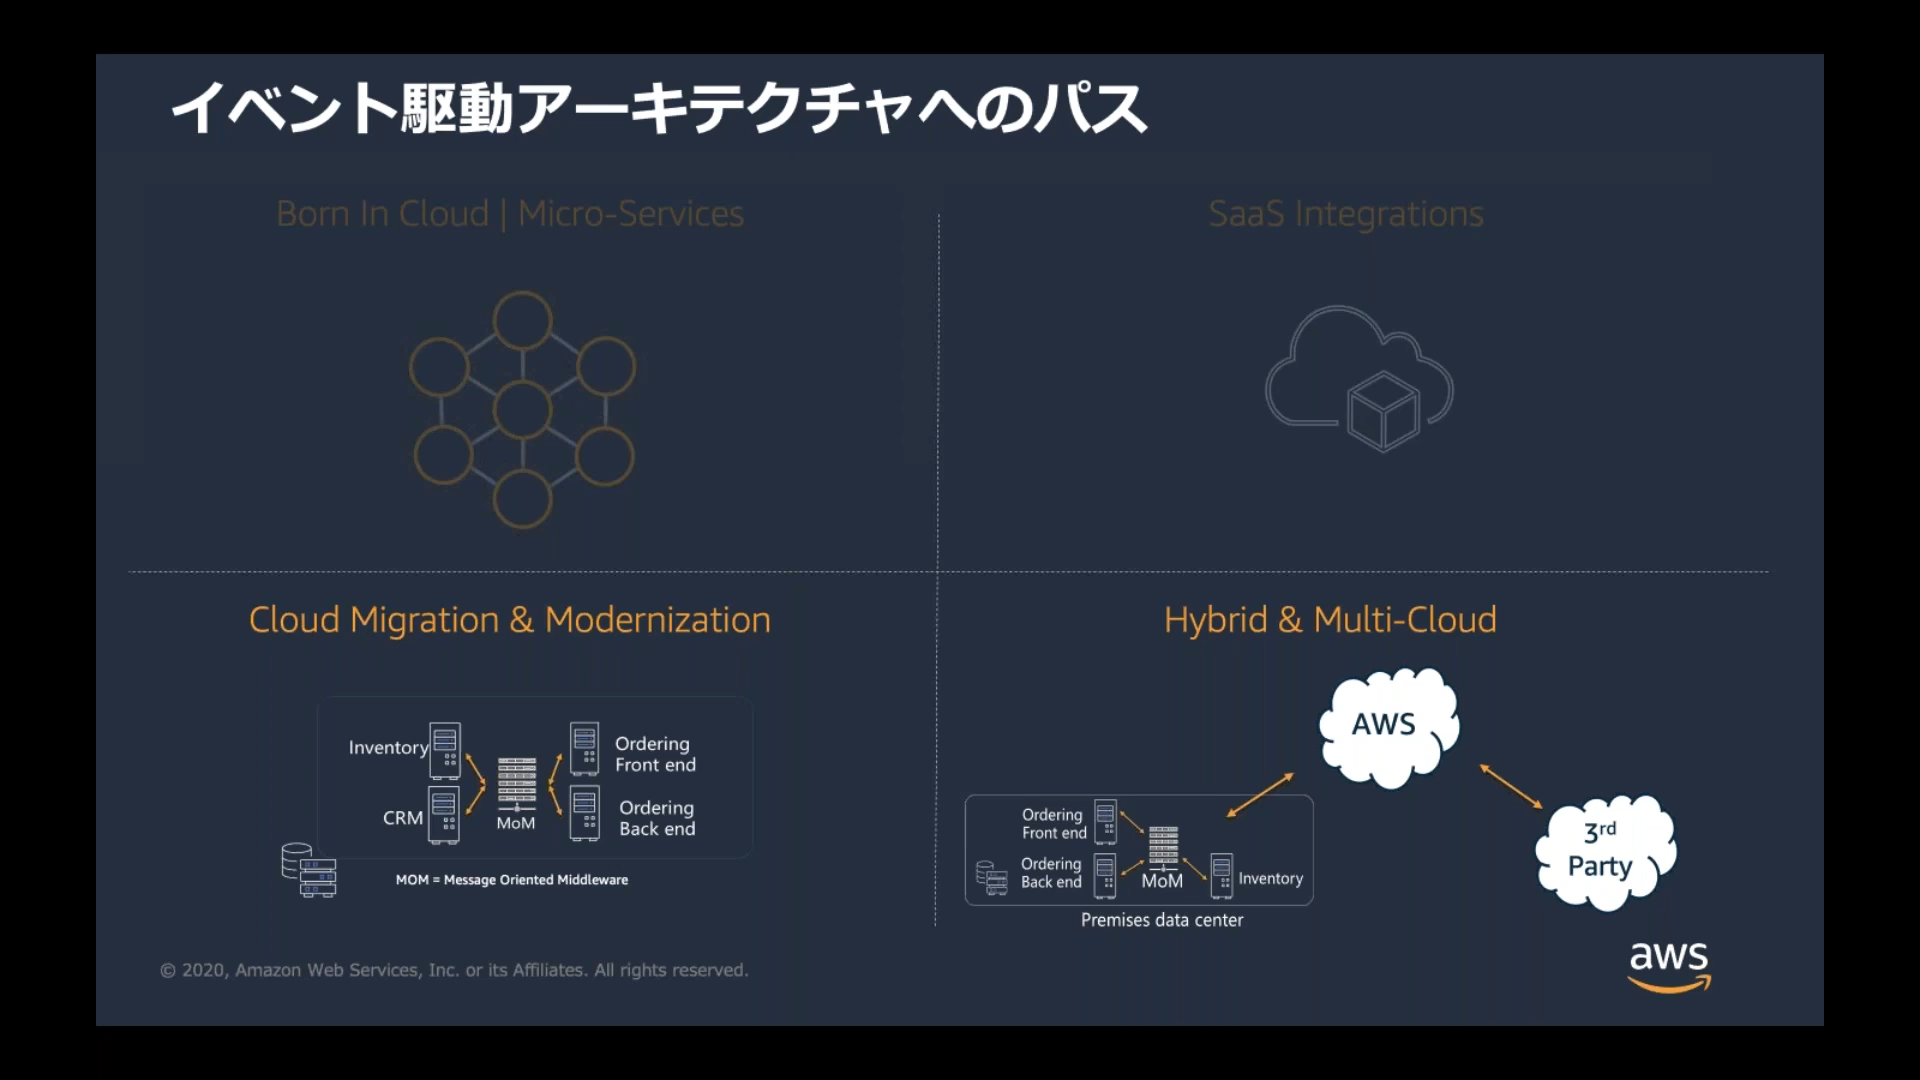 イベント駆動アーキテクチャへのパス
Born In Cloud | Micro-Services
SaaS Integrations
Cloud Migration & Modernization
Inventory
CRM
MoM
Ordering
Front end
Ordering
Back end
MOM = Message Oriented Middleware
Hybrid & Multi-Cloud
AWS
3rd
Party
Ordering
Front end
Ordering
Back end
MoM
Inventory
Premises data center
© 2020, Amazon Web Services, Inc. or its Affiliates. All rights reserved.
aws